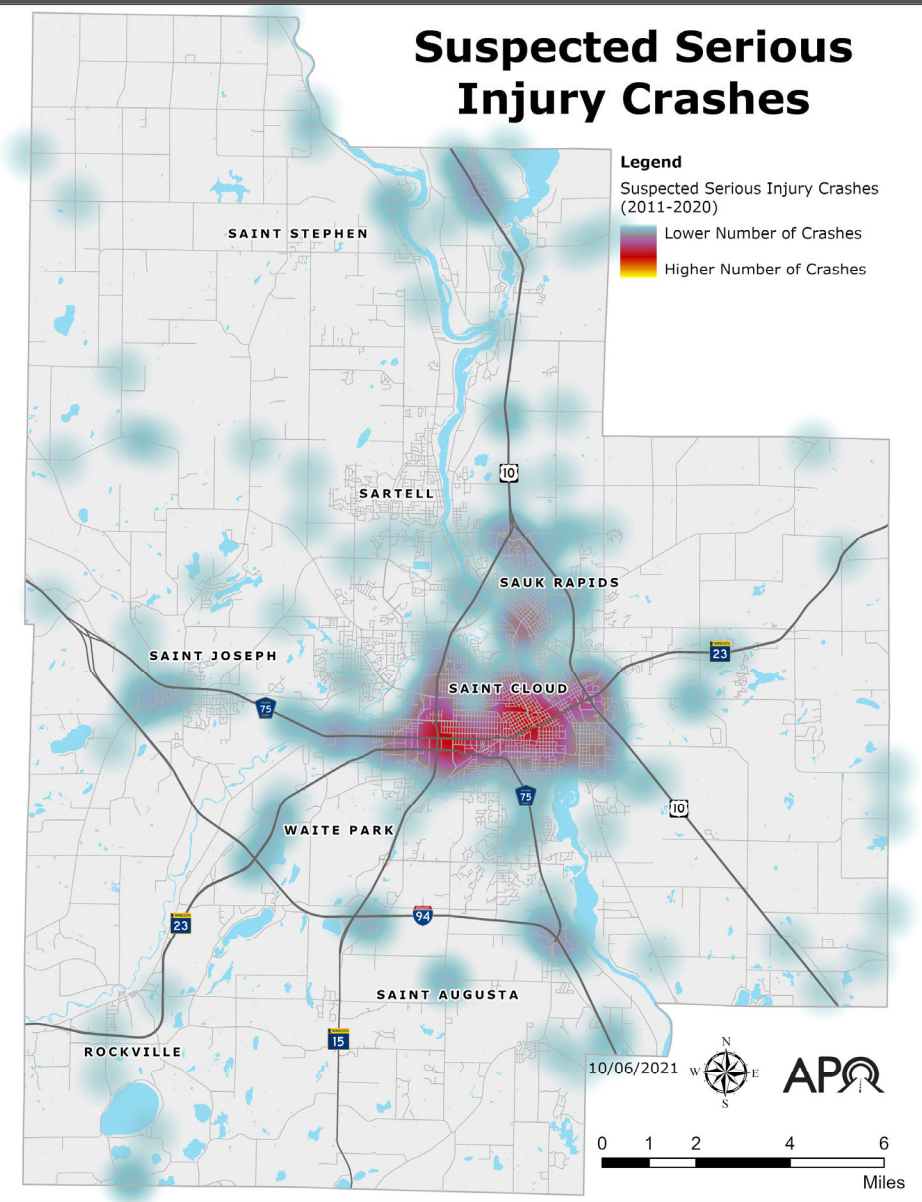 Suspected Serious
Injury Crashes
Legend
Suspected Serious Injury Crashes
(2011-2020)
Lower Number of Crashes
Higher Number of Crashes
SAINT STEPHEN
10
SARTELL
SAUK RAPIDS
23
SAINT JOSEPH
SAINT CLOUD
75
75
10
WAITE PARK
23
94
SAINT AUGUSTA
15
ROCKVILLE
10/06/2021
N
W
E
S
APO
0 1 2 4 6
Miles